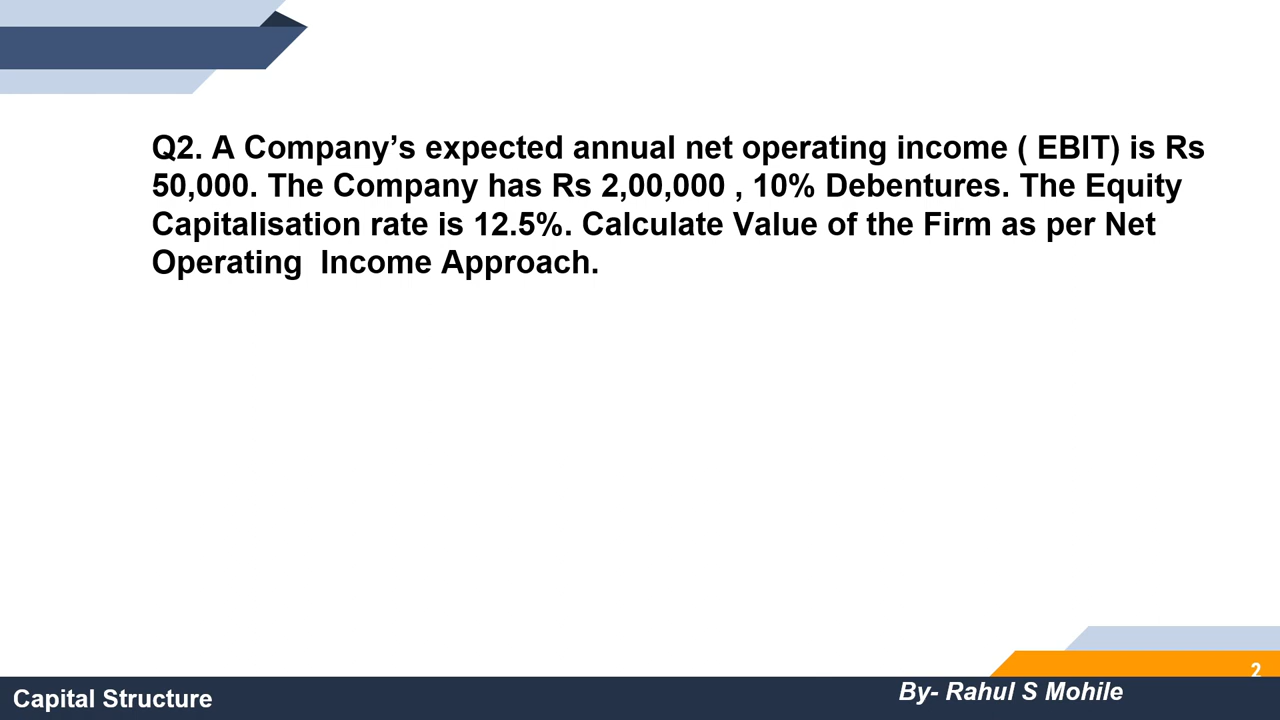 Q2. A Company’s expected annual net operating income ( EBIT) is Rs
50,000. The Company has Rs 2,00,000 , 10% Debentures. The Equity
Capitalisation rate is 12.5%. Calculate Value of the Firm as per Net
Operating  Income Approach.
2
Capital Structure
By- Rahul S Mohile